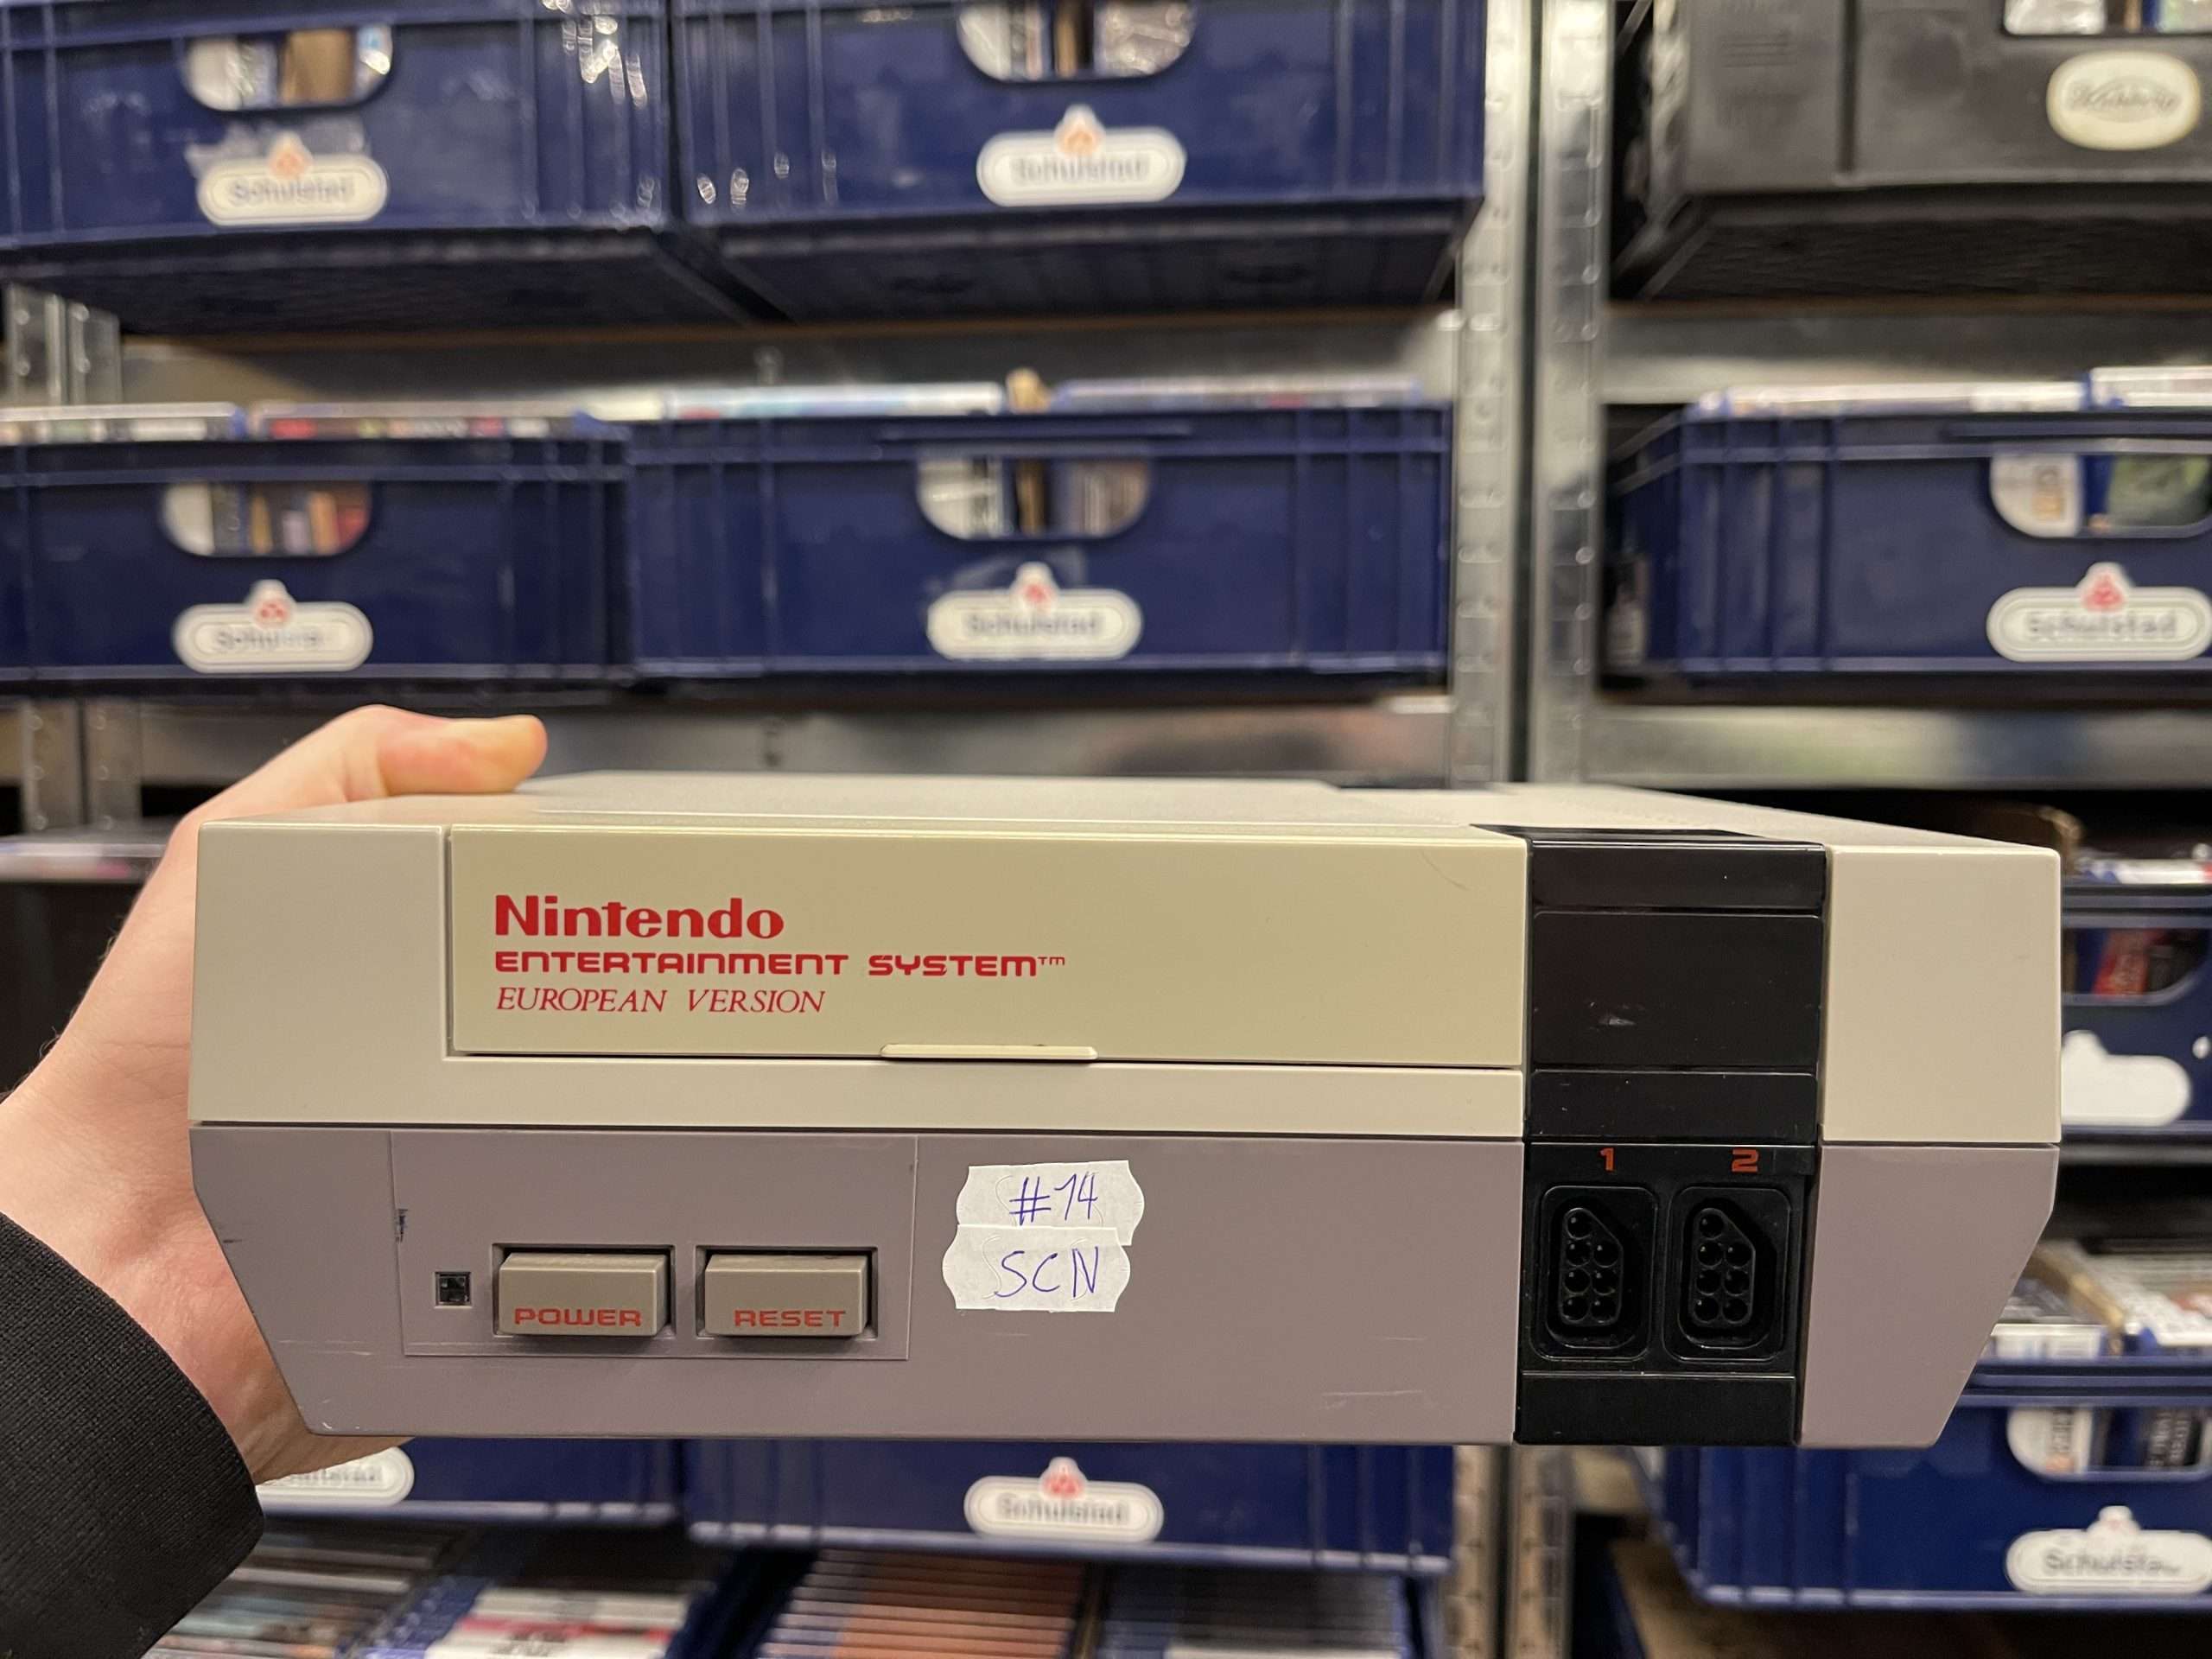 Schulstad
Schulstad
Schulstad
Schulstad
Nintendo
ENTERTAINMENT SYSTEM™
EUROPEAN VERSION
1 2
#14
SCN
POWER RESET
Schulstad